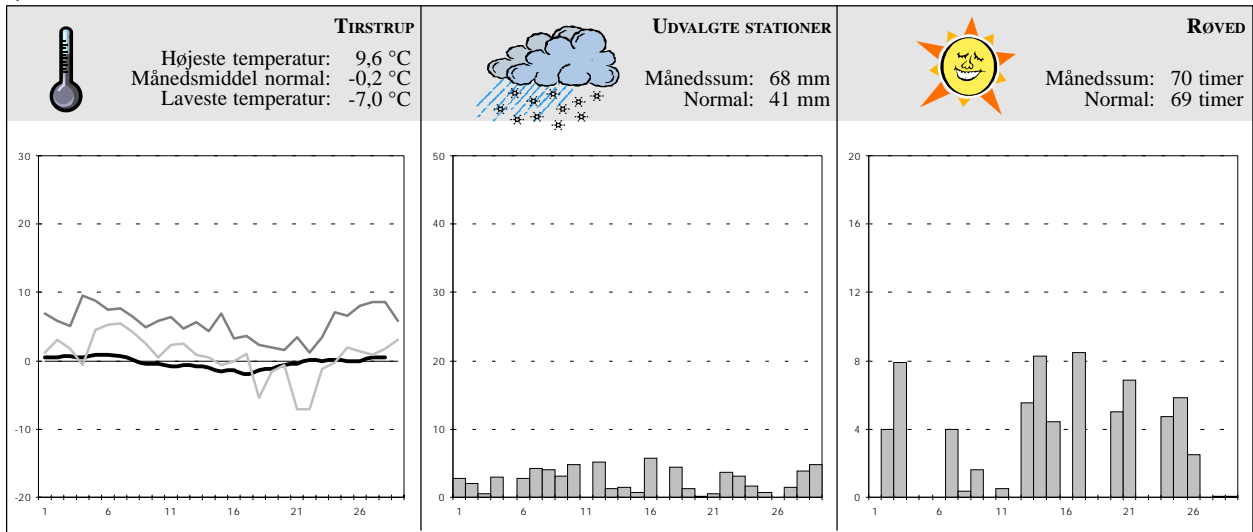 TIRSTRUP
Højeste temperatur: 9,6 °C
Månedsmiddel normal: -0,2 °C
Laveste temperatur: -7,0 °C
30
20
10
0
-10
-20
1 6 11 16 21 26
UDVALGTE STATIONER
Månedssum: 68 mm
Normal: 41 mm
50
40
30
20
10
0
1 6 11 16 21 26
RØVED
Månedssum: 70 timer
Normal: 69 timer
20
16
12
8
4
0
1 6 11 16 21 26